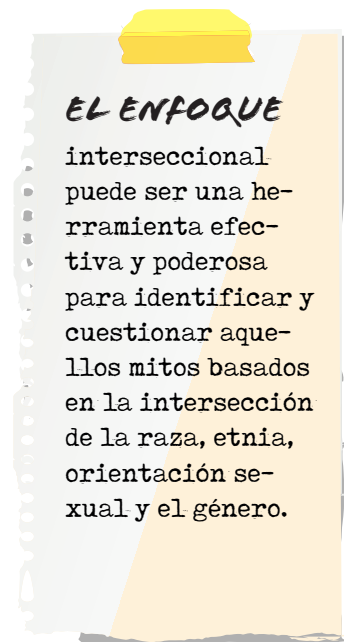 EL ENFOQUE
interseccional
puede ser una he-
rramienta efec-
tiva y poderosa
para identificar y
cuestionar aque-
llos mitos basados
en la intersección
de la raza, etnia,
orientación se-
xual y el género.